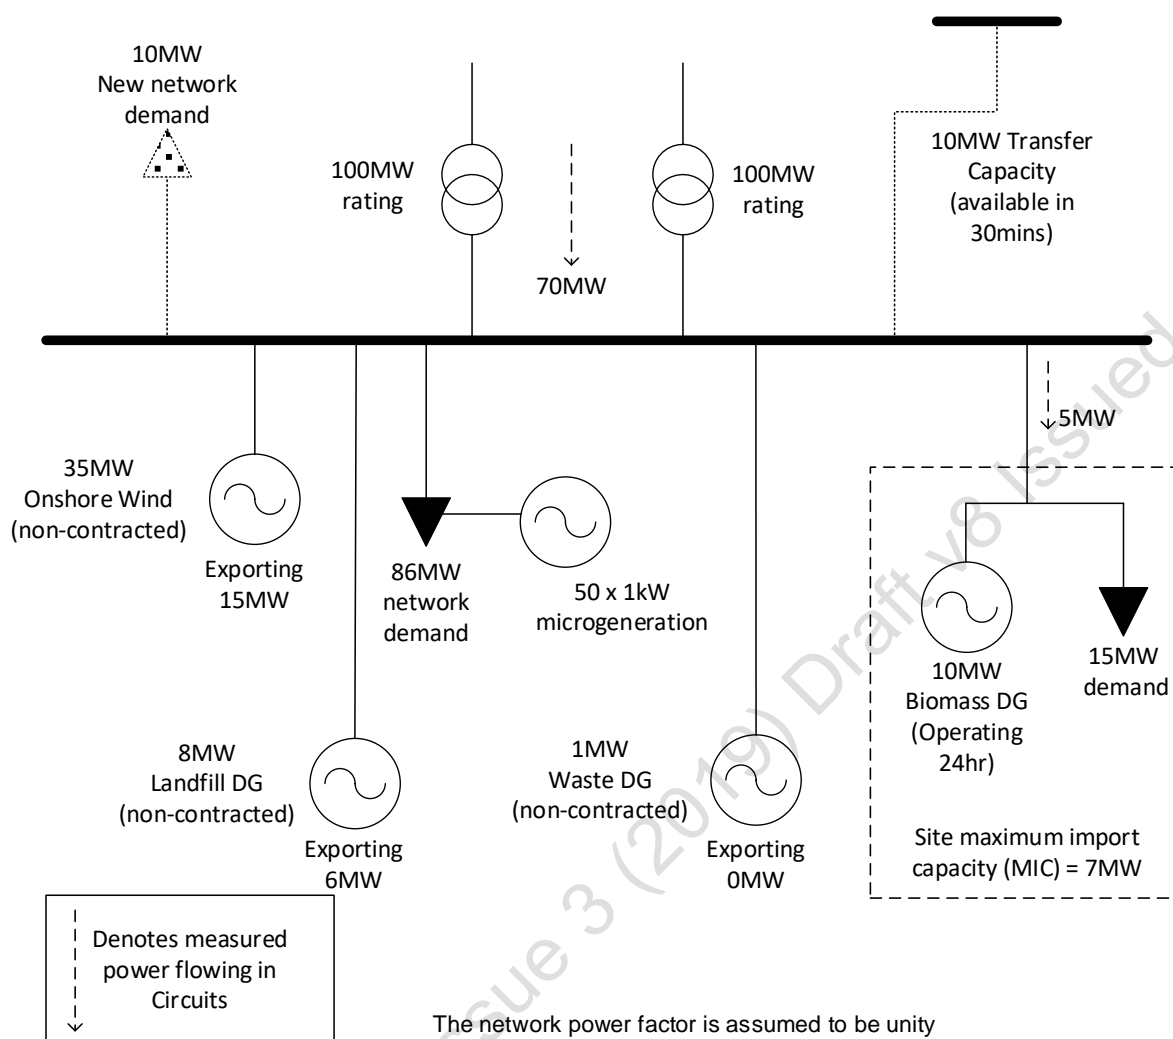 10MW
New network
demand
100MW
rating
70MW
100MW
rating
10MW Transfer
Capacity
(available in
30mins)
35MW
Onshore Wind
(non-contracted)
Exporting
15MW
86MW
network
demand
50 x 1kW
microgeneration
5MW
10MW
Biomass DG
(Operating
24hr)
15MW
demand
8MW
Landfill DG
(non-contracted)
Exporting
6MW
1MW
Waste DG
(non-contracted)
Exporting
0MW
Site maximum import
capacity (MIC) = 7MW
Denotes measured
power flowing in
Circuits
The network power factor is assumed to be unity
ssue 3 (2019) Draft v8 Issued